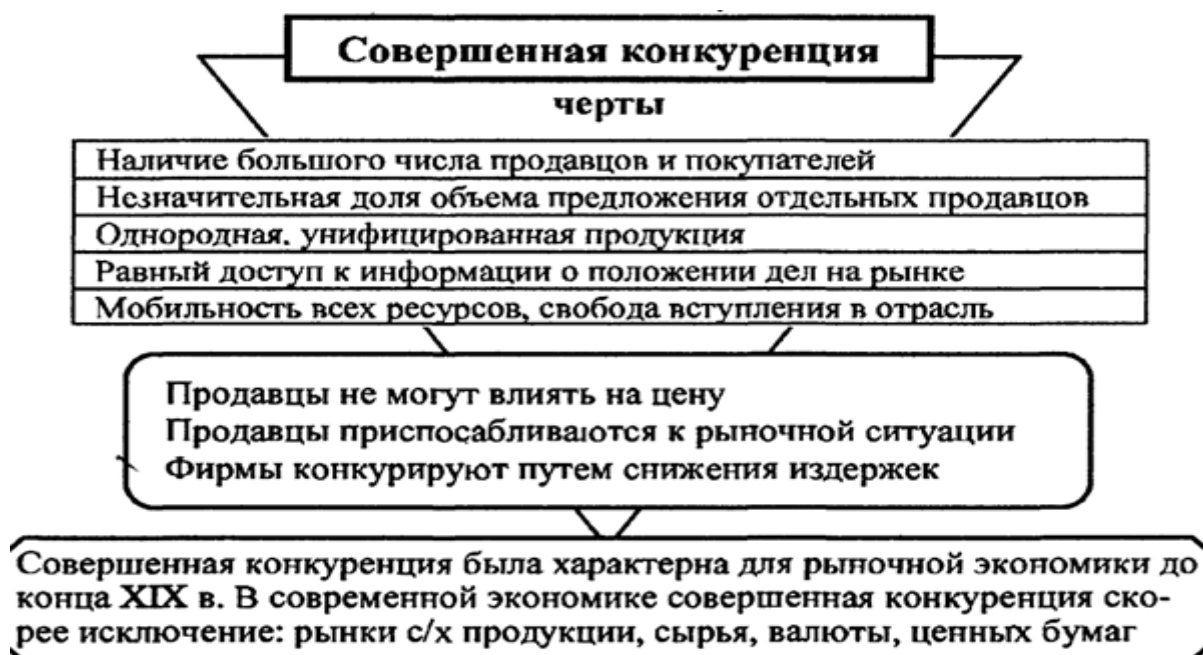 Совершенная конкуренция
черты
Наличие большого числа продавцов и покупателей
Незначительная доля объема предложения отдельных продавцов
Однородная, унифицированная продукция
Равный доступ к информации о положении дел на рынке
Мобильность всех ресурсов, свобода вступления в отрасль
Продавцы не могут влиять на цену
Продавцы приспосабливаются к рыночной ситуации
Фирмы конкурируют путем снижения издержек
Совершенная конкуренция была характерна для рыночной экономики до
конца XIX в. В современной экономике совершенная конкуренция ско-
рее исключение: рынки с/х продукции, сырья, валюты, ценных бумаг